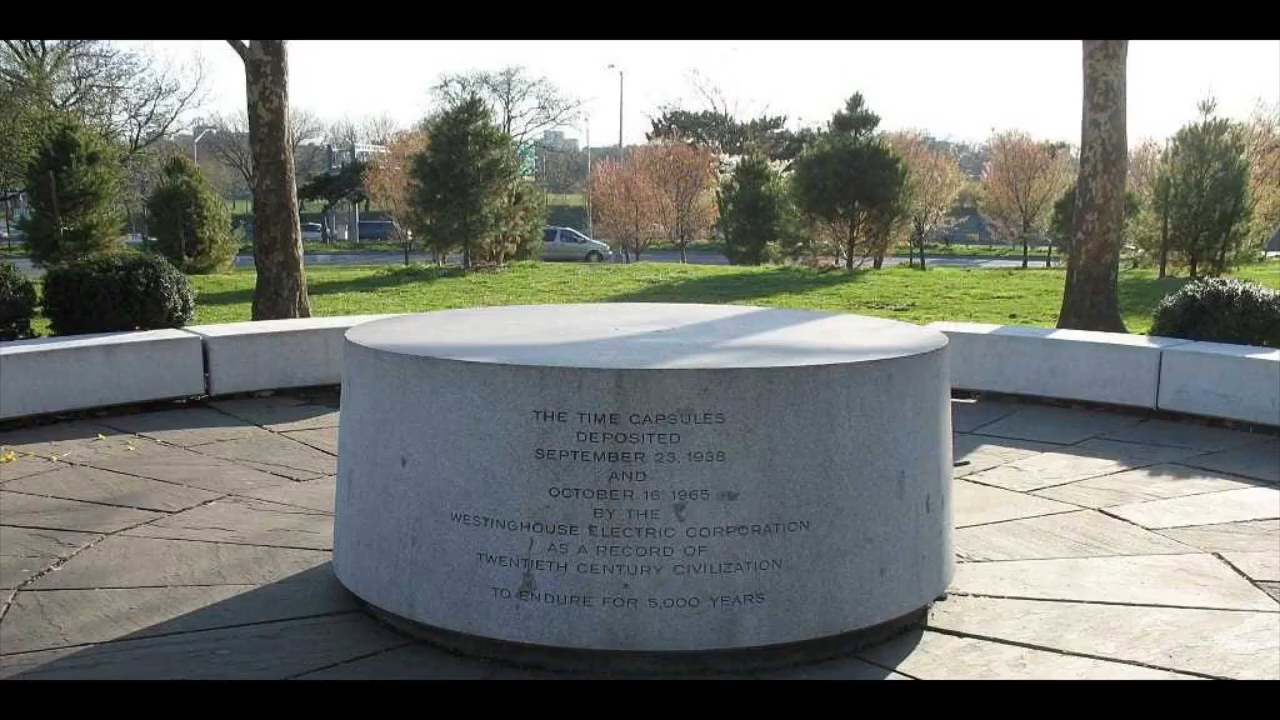 THE TIME CAPSULES
DEPOSITED
SEPTEMBER 23, 1938
AND
OCTOBER 16, 1965
BY THE
WESTINGHOUSE ELECTRIC CORPORATION
AS A RECORD OF
TWENTIETH CENTURY CIVILIZATION
TO ENDURE FOR 5,000 YEARS